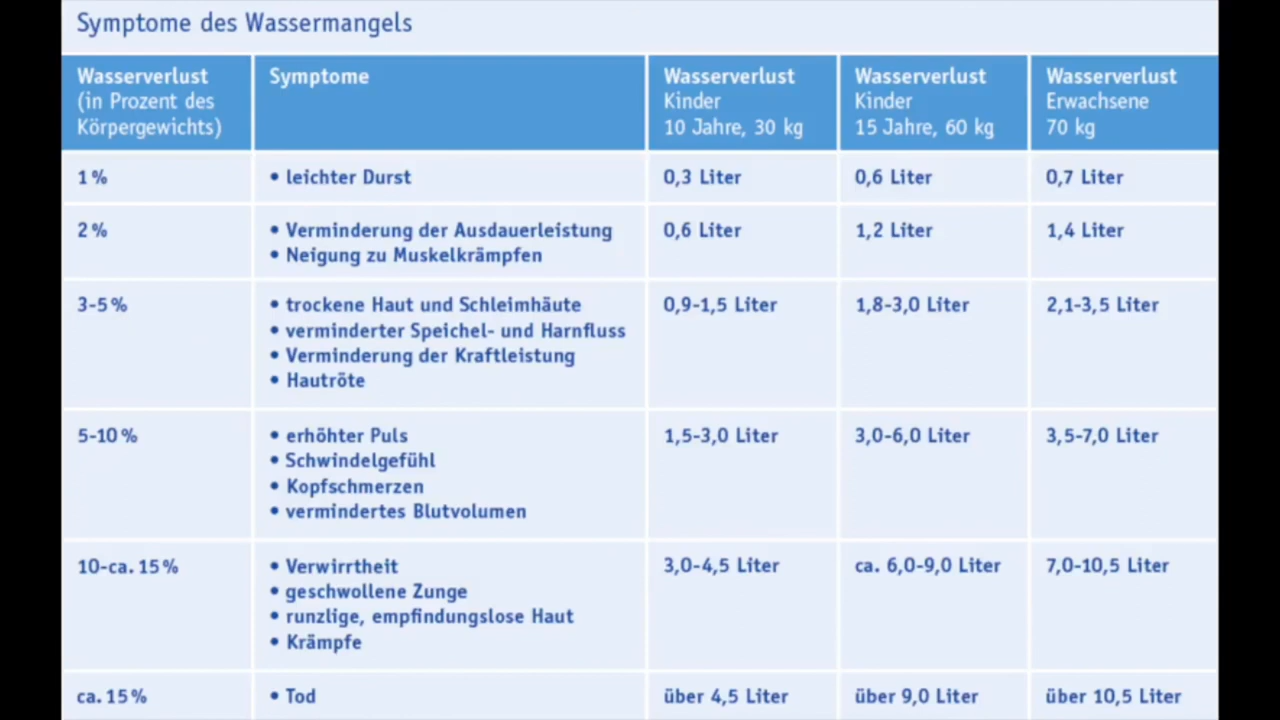 Symptome des Wassermangels
Wasserverlust
(in Prozent des
Körpergewichts)
Symptome
Wasserverlust
Kinder
10 Jahre, 30 kg
Wasserverlust
Kinder
15 Jahre, 60 kg
Wasserverlust
Erwachsene
70 kg
1 %
• leichter Durst
0,3 Liter
0,6 Liter
0,7 Liter
2 %
• Verminderung der Ausdauerleistung
• Neigung zu Muskelkrämpfen
0,6 Liter
1,2 Liter
1,4 Liter
3-5 %
• trockene Haut und Schleimhäute
• verminderter Speichel- und Harnfluss
• Verminderung der Kraftleistung
• Hautröte
0,9-1,5 Liter
1,8-3,0 Liter
2,1-3,5 Liter
5-10 %
• erhöhter Puls
• Schwindelgefühl
• Kopfschmerzen
• vermindertes Blutvolumen
1,5-3,0 Liter
3,0-6,0 Liter
3,5-7,0 Liter
10-ca. 15 %
• Verwirrtheit
• geschwollene Zunge
• runzlige, empfindungslose Haut
• Krämpfe
3,0-4,5 Liter
ca. 6,0-9,0 Liter
7,0-10,5 Liter
ca. 15 %
• Tod
über 4,5 Liter
über 9,0 Liter
über 10,5 Liter